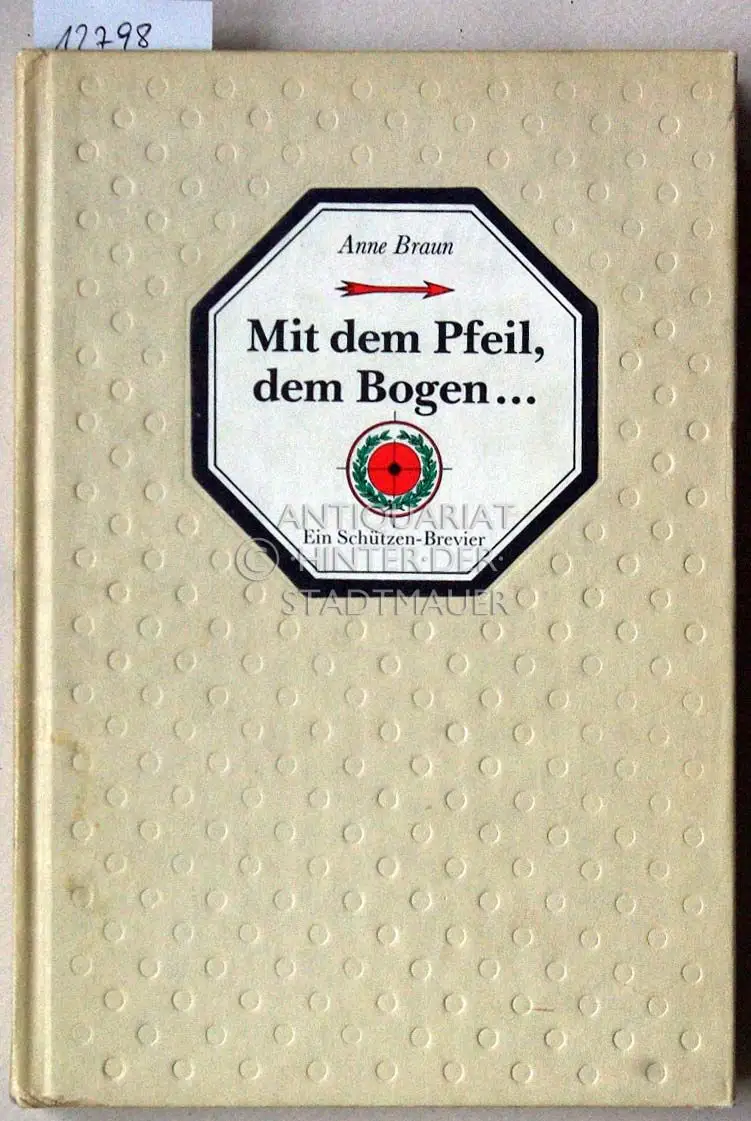 12798
Anne Braun
Mit dem Pfeil,
dem Bogen...
ANTIQUARIAT
Ein Schützen-Brevier
© ·HINTER·DER·
STADTMAUER